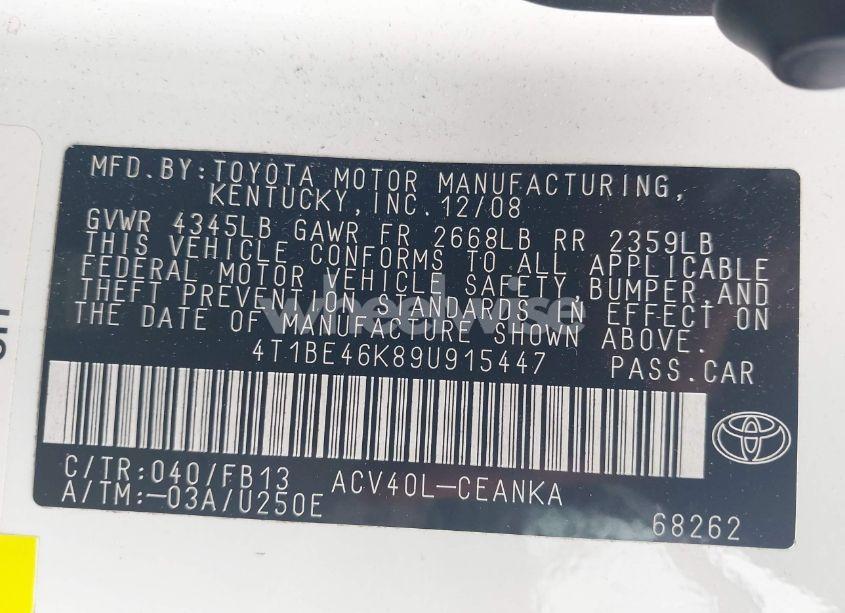 MFD.BY:TOYOTA MOTOR MANUFACTURING,
KENTUCKY,INC.12/08
GVWR 4345LB GAWR FR 2668LB RR 2359LB
THIS VEHICLE CONFORMS TO ALL APPLICABLE
FEDERAL MOTOR VEHICLE SAFETY,BUMPER,AND
THEFT PREVENTION STANDARDS IN EFFECT ON
THE DATE OF MANUFACTURE SHOWN ABOVE.
4T1BE46K89U915447 PASS.CAR
C/TR:040/FB13 ACV40L-CEANKA
A/TM:-03A/U250E
68262
wheelwise